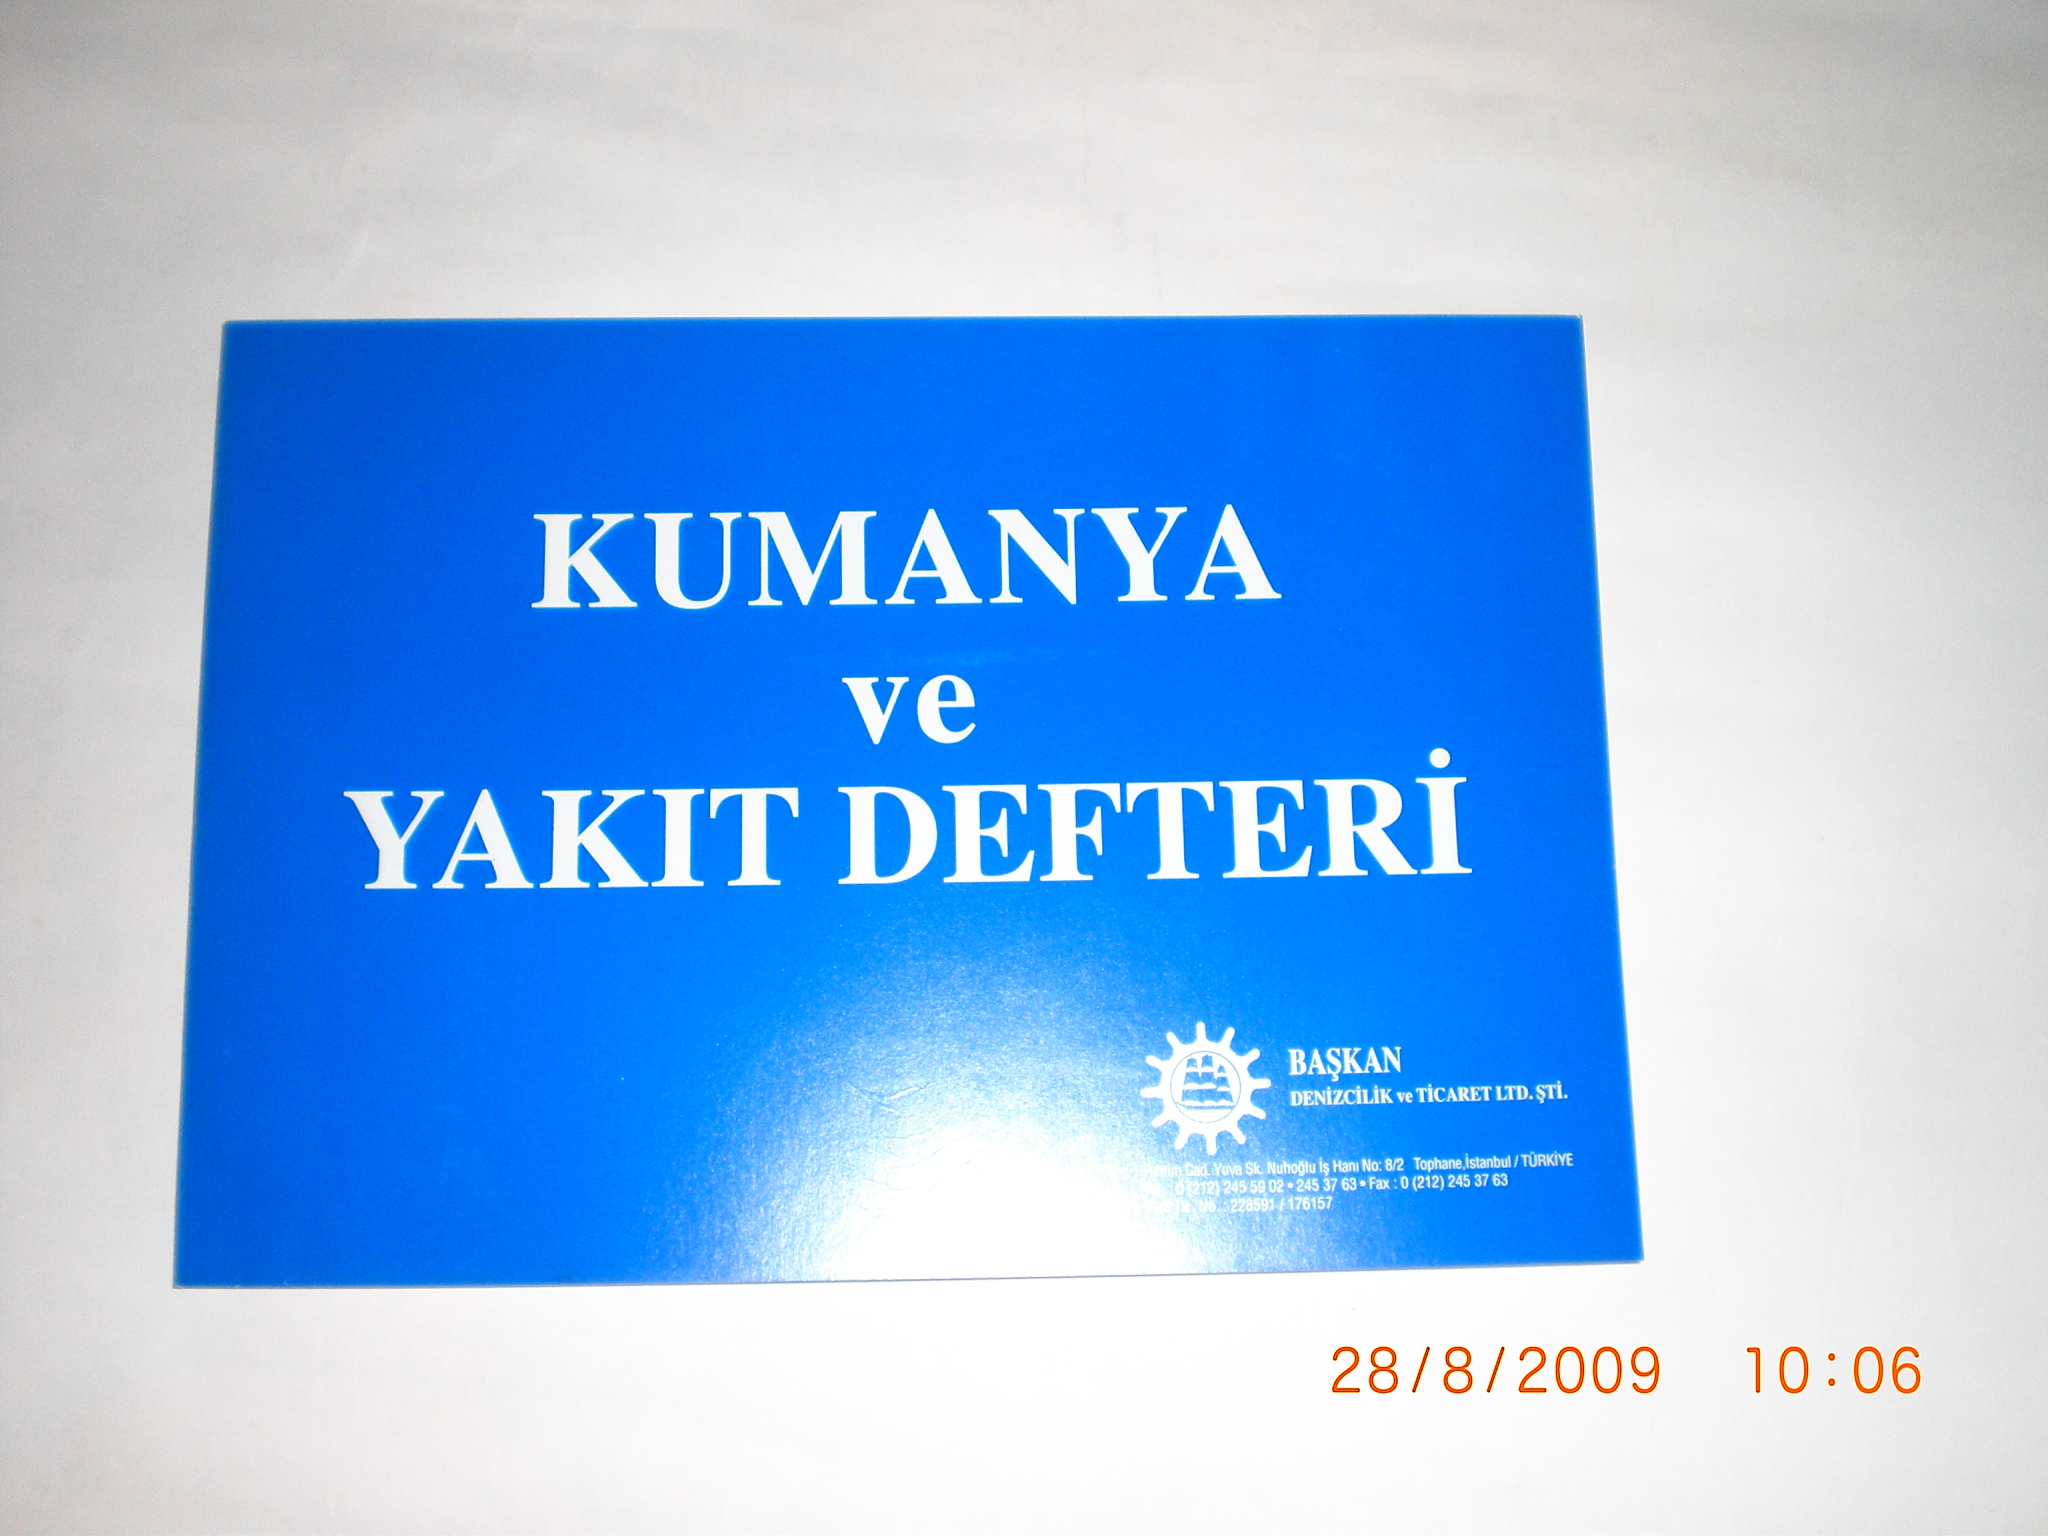 KUMANYA
ve
YAKIT DEFTERİ
BAŞKAN
DENİZCİLİK ve TİCARET LTD. ŞTİ.
Cad. Yuva Sk. Nuhoğlu İş Hanı No: 8/2 Tophane,İstanbul / TÜRKİYE
0 (212) 245 59 02 • 245 37 63 • Fax : 0 (212) 245 37 63
No. : 228591 / 176157
28/8/2009 10:06